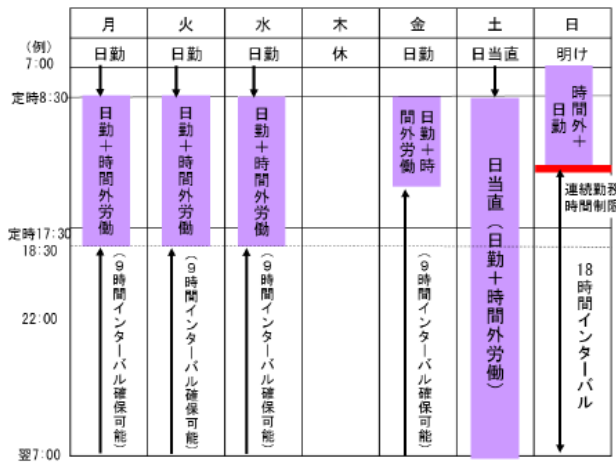 月 火 水 木 金 土 日
(例) 日勤 日勤 日勤 休 日勤 日当直 明け
7:00
定時8:30
日勤+時間外労働
日勤+時間外労働
日勤+時間外労働
日勤+時
間外労働
日当直(日勤+時間外労働)
時間外+
日勤
連続勤務
時間制限
定時17:30
18:30
22:00
(9時間インターバル確保可能)
(9時間インターバル確保可能)
(9時間インターバル確保可能)
(9時間インターバル確保可能)
18時間インターバル
翌7:00